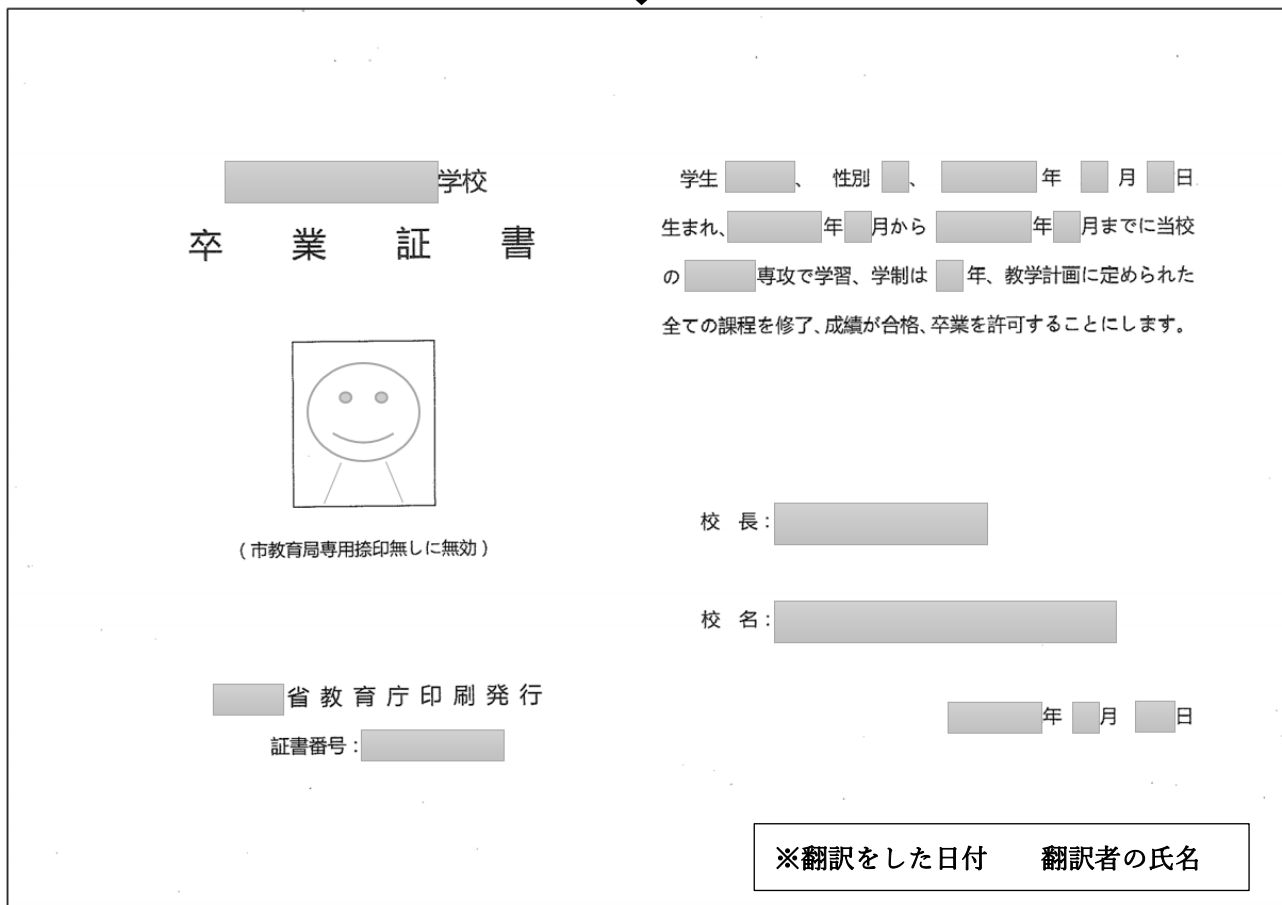 学校
卒業証書
(市教育局専用捺印無しに無効)
省教育庁印刷発行
証書番号:
学生 、 性別 、 年 月 日
生まれ、 年 月から 年 月までに当校
の 専攻で学習、学制は 年、教学計画に定められた
全ての課程を修了、成績が合格、卒業を許可することにします。
校 長:
校 名:
年 月 日
※翻訳をした日付 翻訳者の氏名